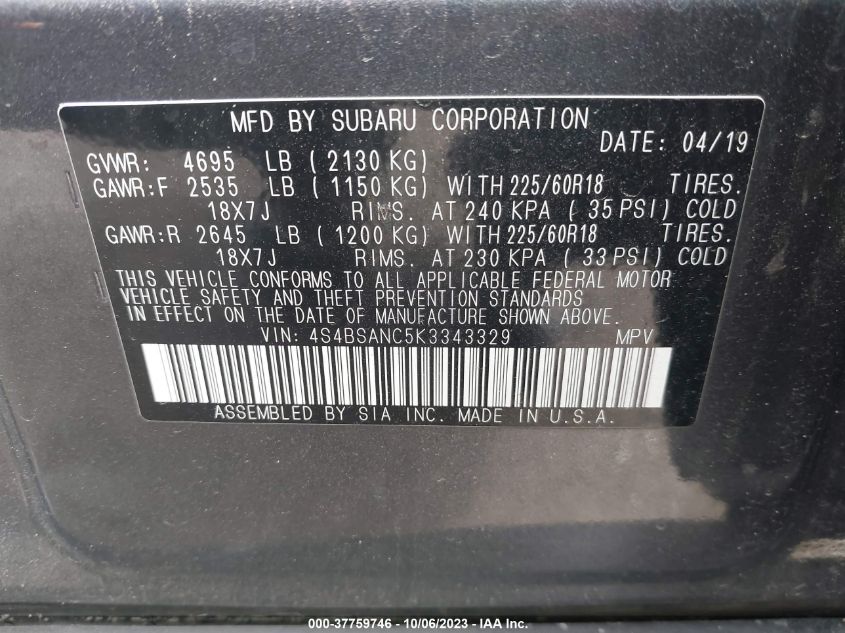 MFD BY SUBARU CORPORATION
DATE: 04/19
GVWR: 4695 LB ( 2130 KG)
GAWR:F 2535 LB ( 1150 KG) WITH 225/60R18 TIRES.
18X7J RIMS. AT 240 KPA ( 35 PSI) COLD
GAWR:R 2645 LB ( 1200 KG) WITH 225/60R18 TIRES.
18X7J RIMS. AT 230 KPA ( 33 PSI) COLD
THIS VEHICLE CONFORMS TO ALL APPLICABLE FEDERAL MOTOR
VEHICLE SAFETY AND THEFT PREVENTION STANDARDS
IN EFFECT ON THE DATE OF MANUFACTURE SHOWN ABOVE.
VIN: 4S4BSANC5K3343329 MPV
ASSEMBLED BY SIA INC. MADE IN U.S.A.
000-37759746 - 10/06/2023 - IAA Inc.